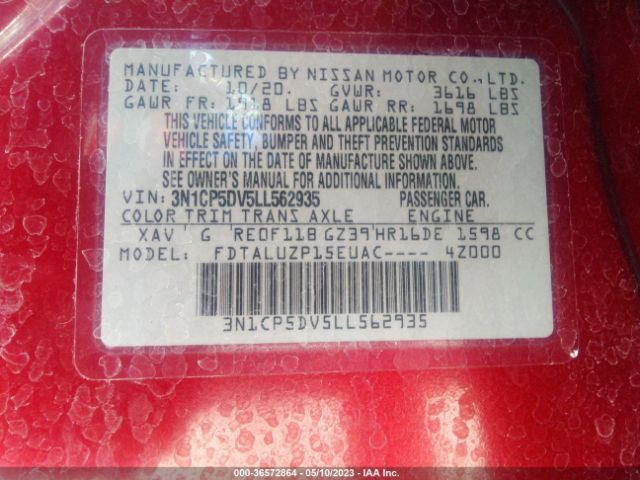 MANUFACTURED BY NISSAN MOTOR CO., LTD.
DATE: 10/20. GVWR: 3616 LBS
GAWR FR: 1918 LBS GAWR RR: 1698 LBS
THIS VEHICLE CONFORMS TO ALL APPLICABLE FEDERAL MOTOR
VEHICLE SAFETY, BUMPER AND THEFT PREVENTION STANDARDS
IN EFFECT ON THE DATE OF MANUFACTURE SHOWN ABOVE.
SEE OWNER'S MANUAL FOR ADDITIONAL INFORMATION.
VIN: 3N1CP5DV5LL562935 PASSENGER CAR.
COLOR TRIM TRANS AXLE ENGINE
XAV G RE0F11B GZ39 HR16DE 1598 CC
MODEL: FDTALUZP15EUAC---- 4Z000
3N1CP5DV5LL562935
000-36572864 / 05/10/2023 / IAA Inc.